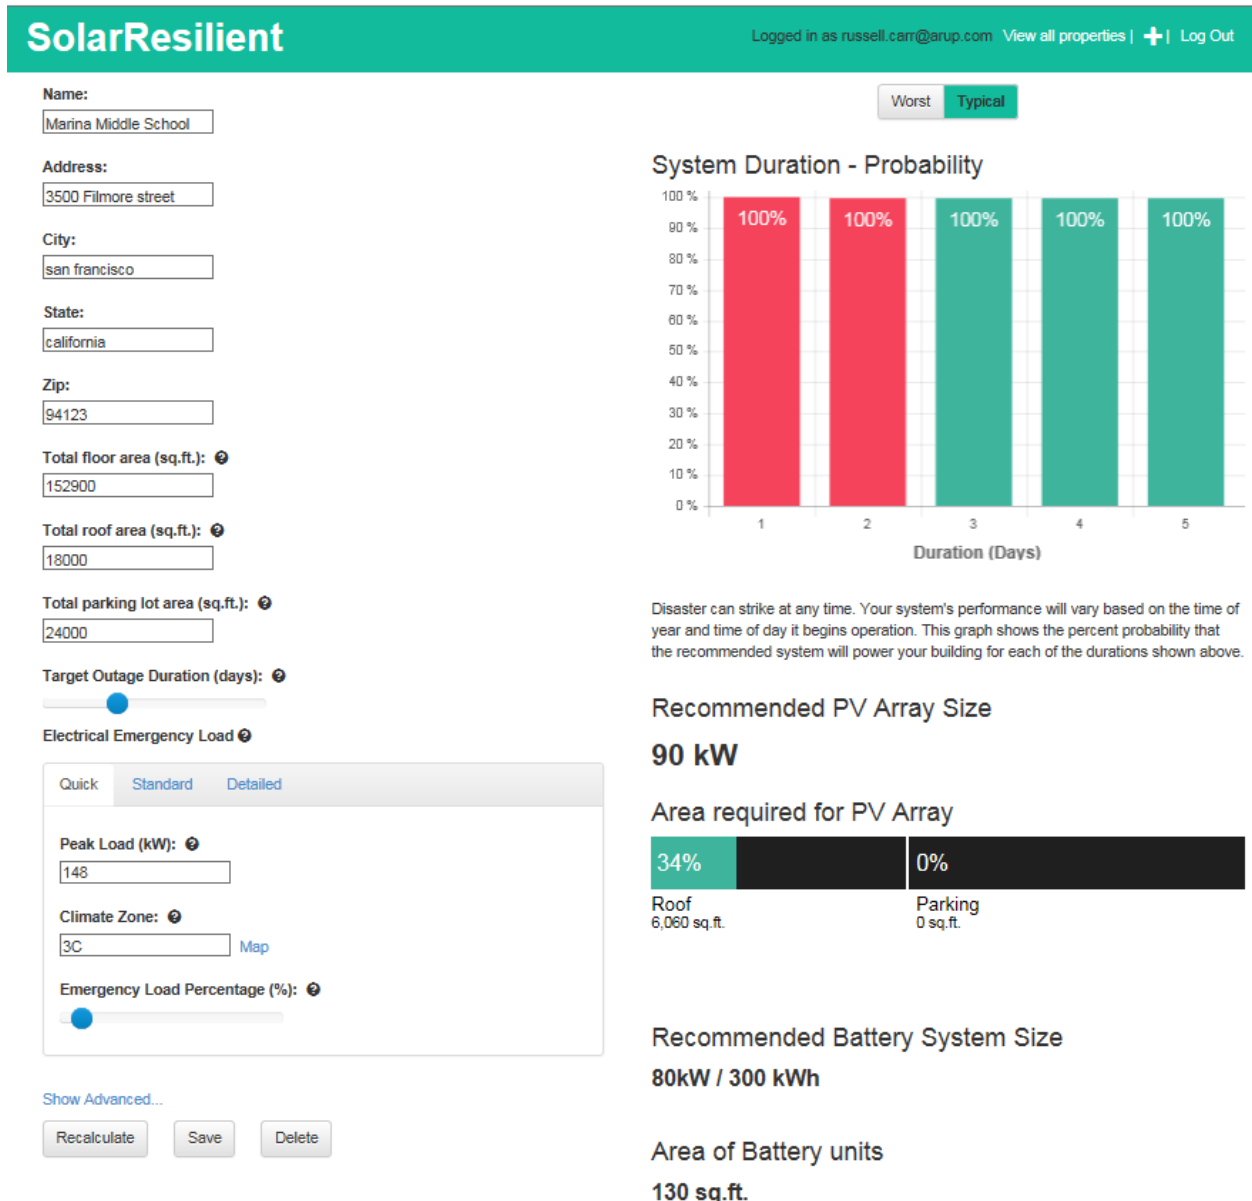 SolarResilient
Logged in as russell.carr@arup.com View all properties | + | Log Out
Name:
Marina Middle School
Address:
3500 Filmore street
City:
san francisco
State:
california
Zip:
94123
Total floor area (sq.ft.):
152900
Total roof area (sq.ft.):
18000
Total parking lot area (sq.ft.):
24000
Target Outage Duration (days):
Electrical Emergency Load
Quick Standard Detailed
Peak Load (kW):
148
Climate Zone:
3C Map
Emergency Load Percentage (%):
Show Advanced...
Recalculate Save Delete
Worst Typical
System Duration - Probability
100 %
90 %
80 %
70 %
60 %
50 %
40 %
30 %
20 %
10 %
0 %
100% 100% 100% 100% 100%
1 2 3 4 5
Duration (Days)
Disaster can strike at any time. Your system's performance will vary based on the time of
year and time of day it begins operation. This graph shows the percent probability that
the recommended system will power your building for each of the durations shown above.
Recommended PV Array Size
90 kW
Area required for PV Array
34% 0%
Roof Parking
6,060 sq.ft. 0 sq.ft.
Recommended Battery System Size
80kW / 300 kWh
Area of Battery units
130 sq.ft.